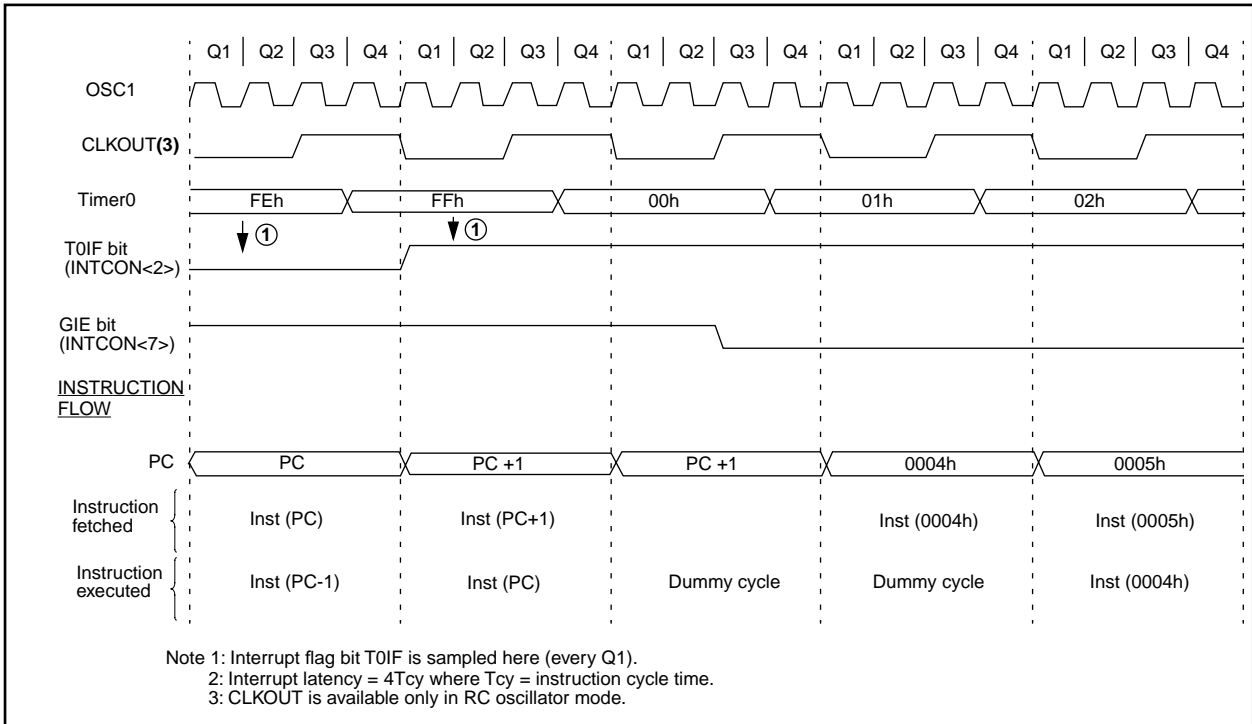 Q1 | Q2 | Q3 | Q4 | Q1 | Q2 | Q3 | Q4 | Q1 | Q2 | Q3 | Q4 | Q1 | Q2 | Q3 | Q4 | Q1 | Q2 | Q3 | Q4
OSC1
CLKOUT(3)
Timer0 FEh FFh 00h 01h 02h
1 1
T0IF bit
(INTCON<2>)
GIE bit
(INTCON<7>)
INSTRUCTION
FLOW
PC PC PC +1 PC +1 0004h 0005h
Instruction
fetched
Inst (PC) Inst (PC+1) Inst (0004h) Inst (0005h)
Instruction
executed
Inst (PC-1) Inst (PC) Dummy cycle Dummy cycle Inst (0004h)
Note 1: Interrupt flag bit T0IF is sampled here (every Q1).
2: Interrupt latency = 4Tcy where Tcy = instruction cycle time.
3: CLKOUT is available only in RC oscillator mode.